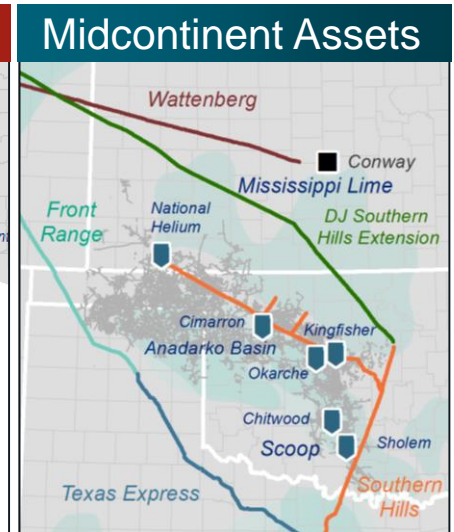 Midcontinent Assets
Wattenberg
Conway
Mississippi Lime
Front
Range
National
Helium
DJ Southern
Hills Extension
Cimarron
Kingfisher
Anadarko Basin
Okarche
Chitwood
Scoop
Sholem
Texas Express
Southern
Hills